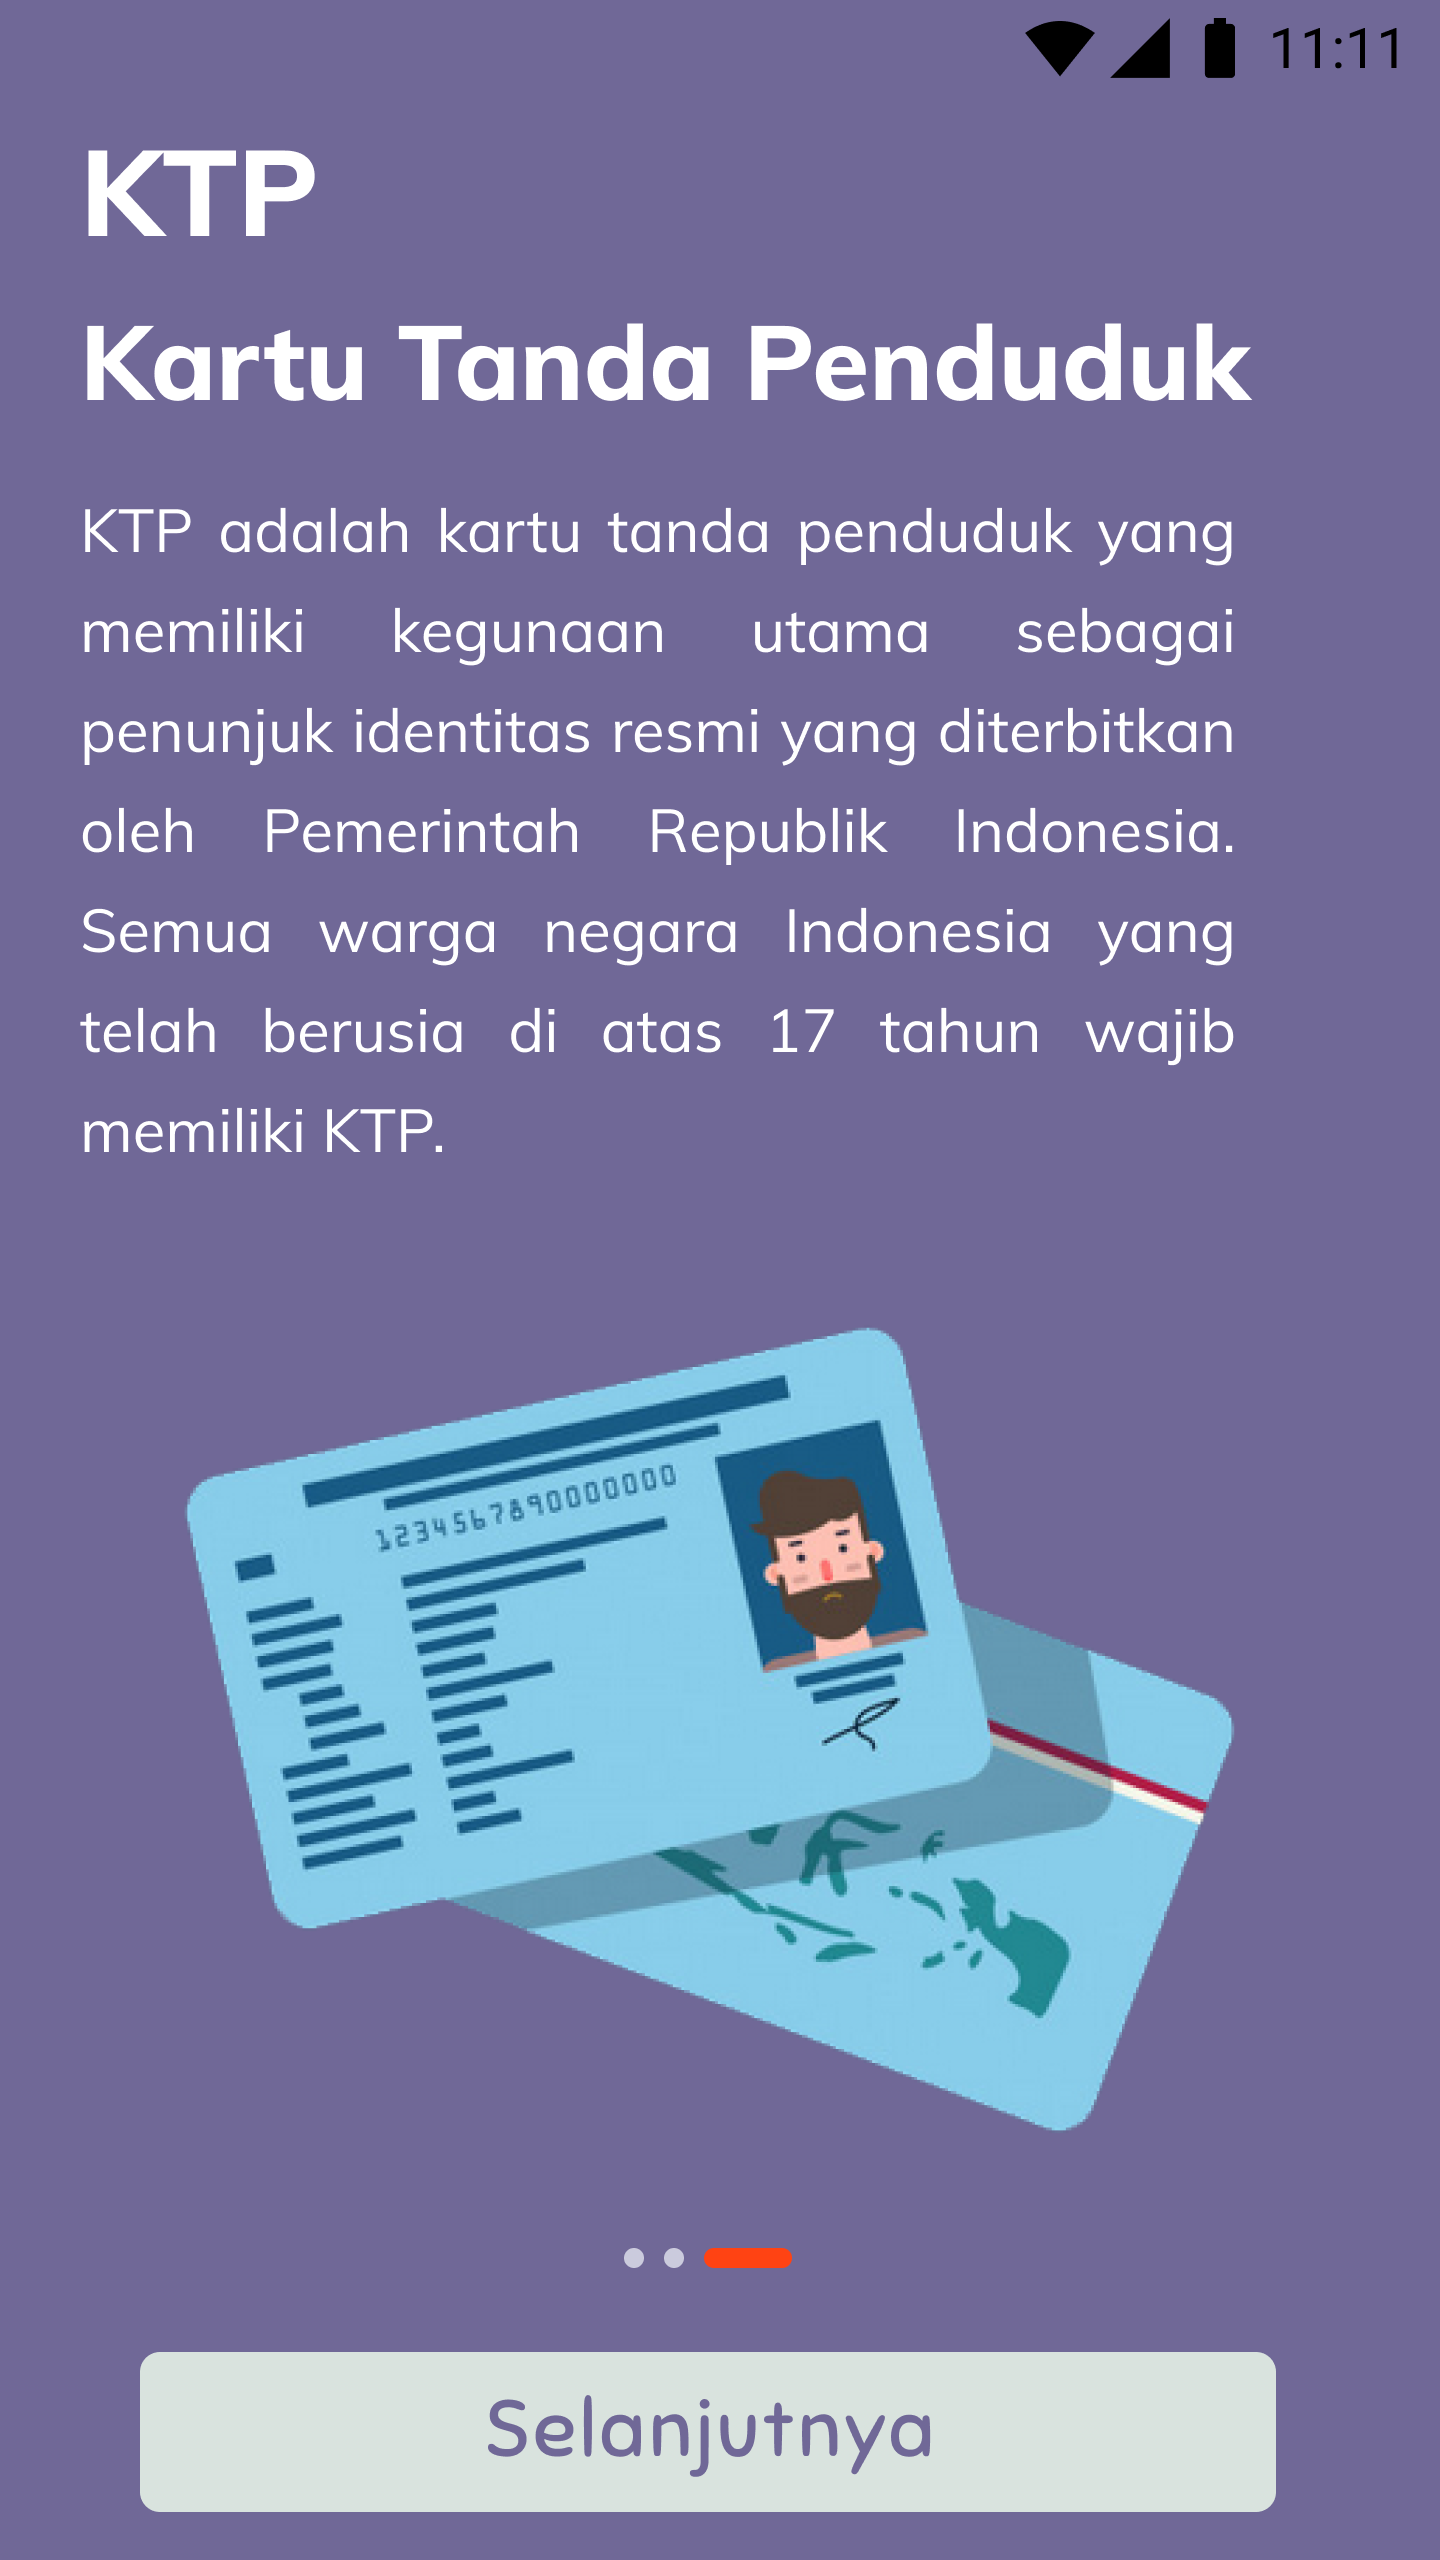 11:11
KTP
Kartu Tanda Penduduk
KTP adalah kartu tanda penduduk yang
memiliki kegunaan utama sebagai
penunjuk identitas resmi yang diterbitkan
oleh Pemerintah Republik Indonesia.
Semua warga negara Indonesia yang
telah berusia di atas 17 tahun wajib
memiliki KTP.
1234567890000000
Selanjutnya